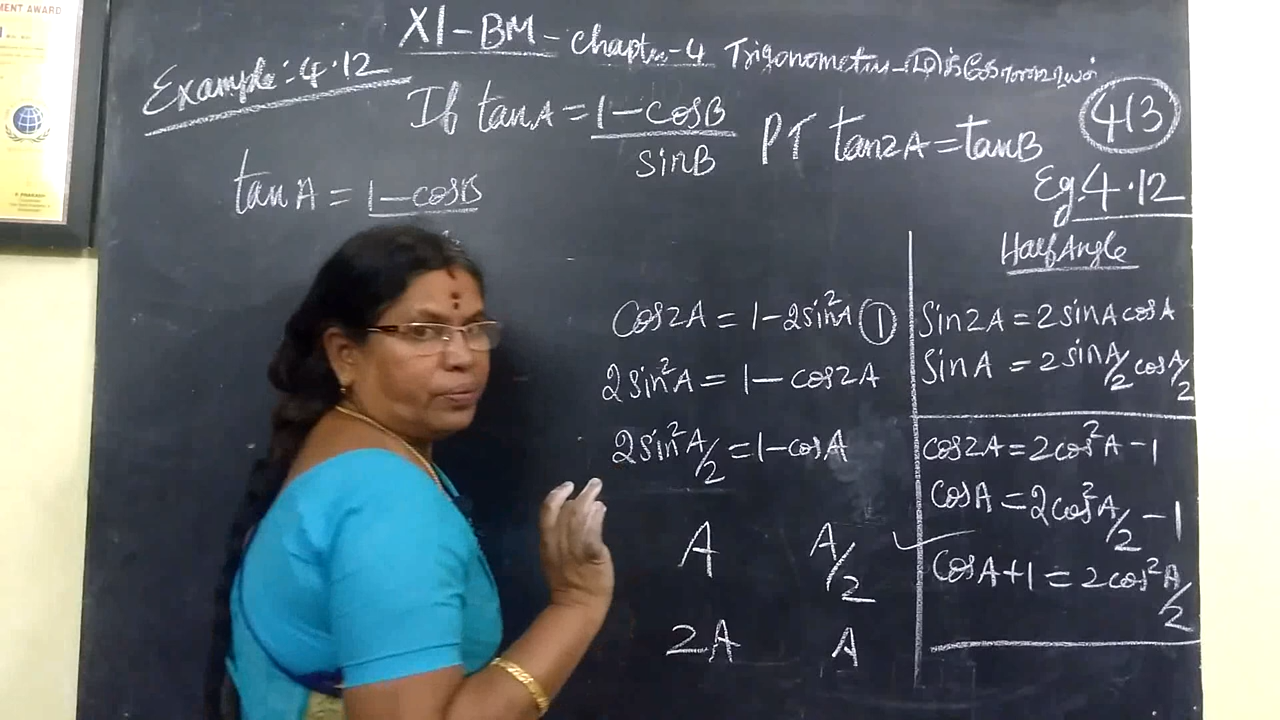 MENT AWARD
XI-BM-Chapter-4 Trigonometry
Example:4.12
If tanA = 1-cosB / sinB PT tan2A = tanB
413
Eg.4.12
tanA = 1-cosB
Half Angle
cos2A = 1-2sin²A ①
2sin²A = 1-cos2A
2sin²A/2 = 1-cosA
A A/2
2A A
Sin2A = 2sinAcosA
SinA = 2sinA/2 cosA/2
cos2A = 2cos²A-1
cosA = 2cos²A/2-1
CosA+1 = 2cos²A/2